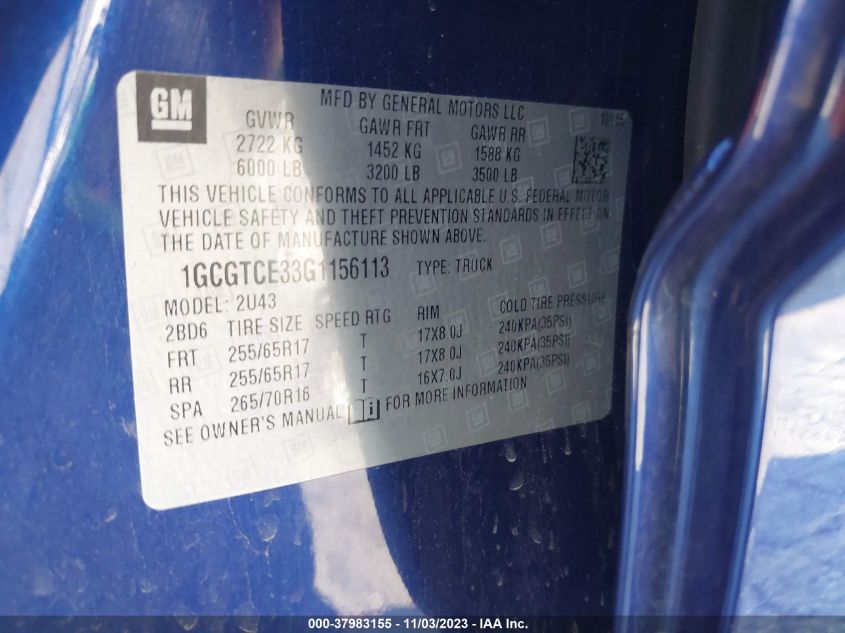 GM
MFD BY GENERAL MOTORS LLC
GVWR GAWR FRT GAWR RR
2722 KG 1452 KG 1588 KG
6000 LB 3200 LB 3500 LB
THIS VEHICLE CONFORMS TO ALL APPLICABLE U.S. FEDERAL MOTOR
VEHICLE SAFETY AND THEFT PREVENTION STANDARDS IN EFFECT ON
THE DATE OF MANUFACTURE SHOWN ABOVE.
1GCGTCE33G1156113 TYPE: TRUCK
MODEL: 2U43
2BD6 TIRE SIZE SPEED RTG RIM COLD TIRE PRESSURE
FRT 255/65R17 T 17X8.0J 240KPA(35PSI)
RR 255/65R17 T 17X8.0J 240KPA(35PSI)
SPA 265/70R16 T 16X7.0J 240KPA(35PSI)
SEE OWNER'S MANUAL i FOR MORE INFORMATION
000-37983155 - 11/03/2023 - IAAI.COM.